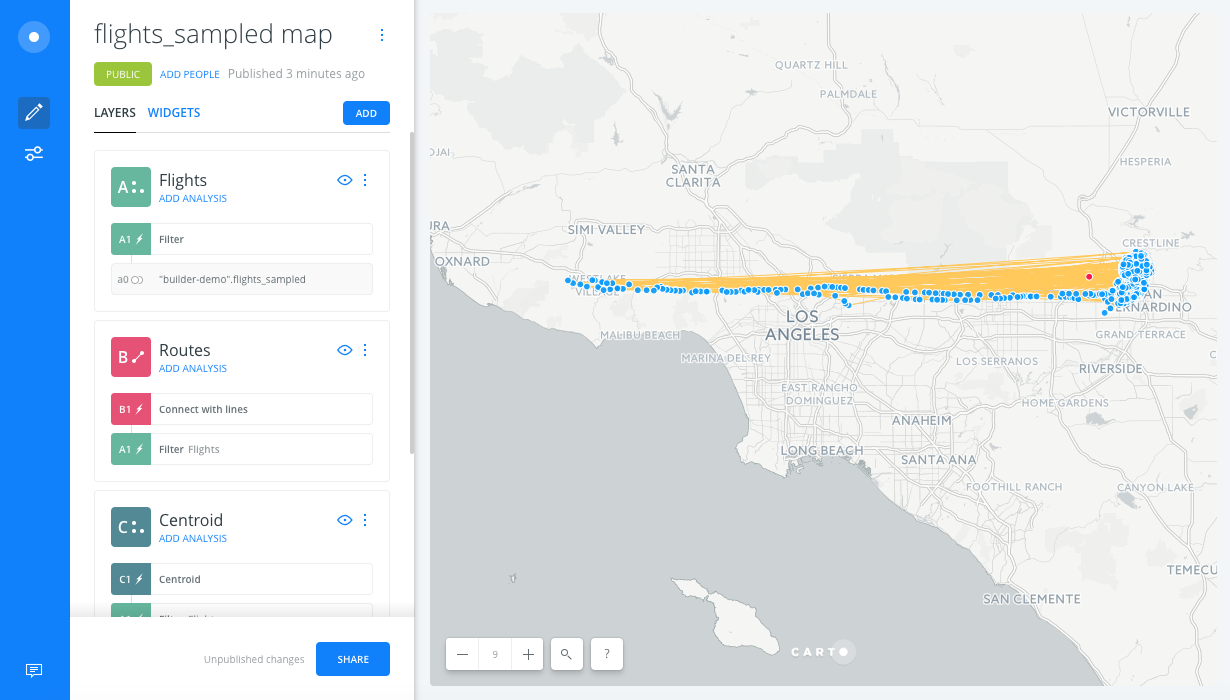 flights_sampled map
PUBLIC
ADD PEOPLE
Published 3 minutes ago
LAYERS
WIDGETS
ADD
A
Flights
ADD ANALYSIS
A1
Filter
a0
"builder-demo".flights_sampled
B
Routes
ADD ANALYSIS
B1
Connect with lines
A1
Filter Flights
C
Centroid
ADD ANALYSIS
C1
Centroid
Unpublished changes
SHARE
QUARTZ HILL
PALMDALE
VICTORVILLE
OJAI
HESPERIA
SANTA
CLARITA
URA
SIMI VALLEY
CRESTLINE
OXNARD
WESTLAKE
VILLAGE
SAN
BERNARDINO
LOS
ANGELES
MALIBU BEACH
GRAND TERRACE
MARINA DEL REY
LOS SERRANOS
RIVERSIDE
EAST RANCHO
DOMINGUEZ
HOME GARDENS
ANAHEIM
LONG BEACH
SANTA ANA
FOOTHILL RANCH
CANYON LAKE
TEMECU
SAN CLEMENTE
9
?
CARTO